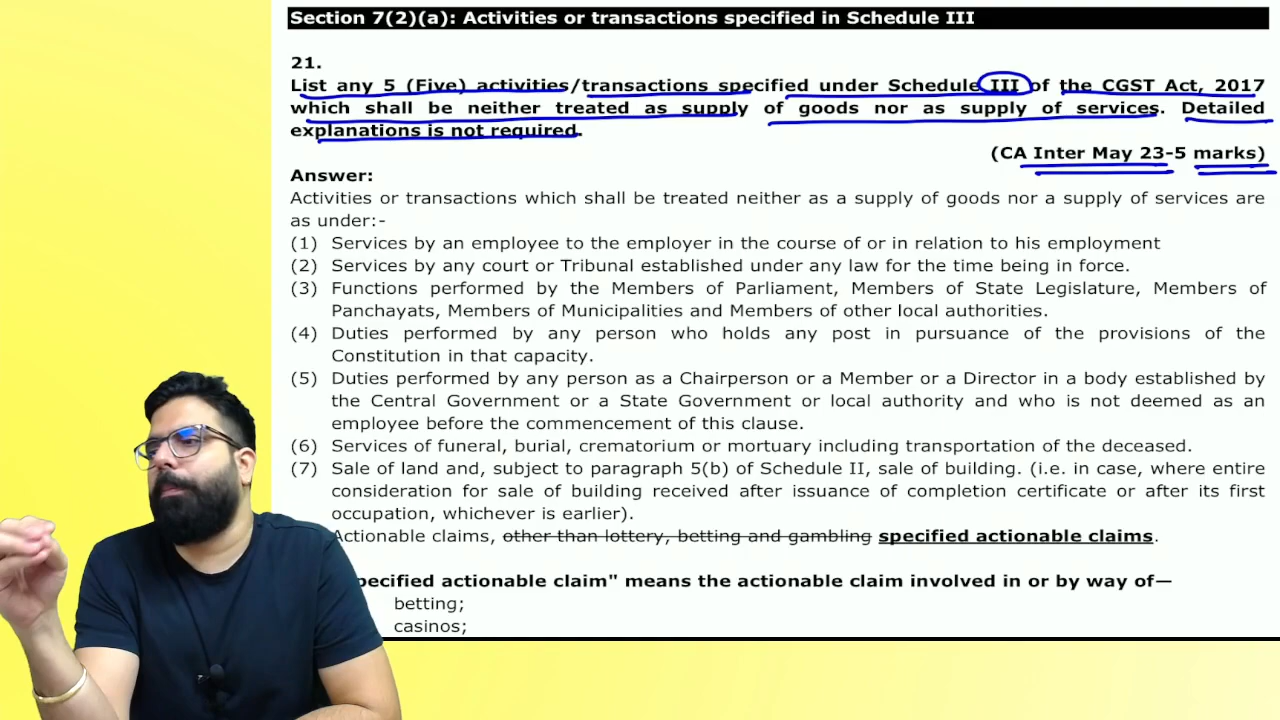 Section 7(2)(a): Activities or transactions specified in Schedule III
21.
List any 5 (Five) activities/transactions specified under Schedule III of the CGST Act, 2017
which shall be neither treated as supply of goods nor as supply of services. Detailed
explanations is not required.
(CA Inter May 23-5 marks)
Answer:
Activities or transactions which shall be treated neither as a supply of goods nor a supply of services are
as under:-
(1) Services by an employee to the employer in the course of or in relation to his employment
(2) Services by any court or Tribunal established under any law for the time being in force.
(3) Functions performed by the Members of Parliament, Members of State Legislature, Members of
Panchayats, Members of Municipalities and Members of other local authorities.
(4) Duties performed by any person who holds any post in pursuance of the provisions of the
Constitution in that capacity.
(5) Duties performed by any person as a Chairperson or a Member or a Director in a body established by
the Central Government or a State Government or local authority and who is not deemed as an
employee before the commencement of this clause.
(6) Services of funeral, burial, crematorium or mortuary including transportation of the deceased.
(7) Sale of land and, subject to paragraph 5(b) of Schedule II, sale of building. (i.e. in case, where entire
consideration for sale of building received after issuance of completion certificate or after its first
occupation, whichever is earlier).
Actionable claims, other than lottery, betting and gambling specified actionable claims.
pecified actionable claim" means the actionable claim involved in or by way of—
betting;
casinos;